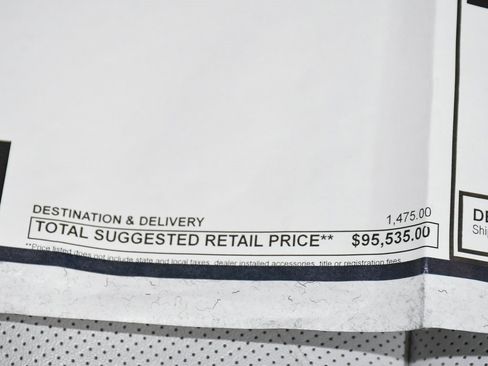 DESTINATION & DELIVERY 1,475.00
TOTAL SUGGESTED RETAIL PRICE** $95,535.00
**Price listed does not include state and local taxes, dealer installed accessories, title or registration fees
DE
Shi